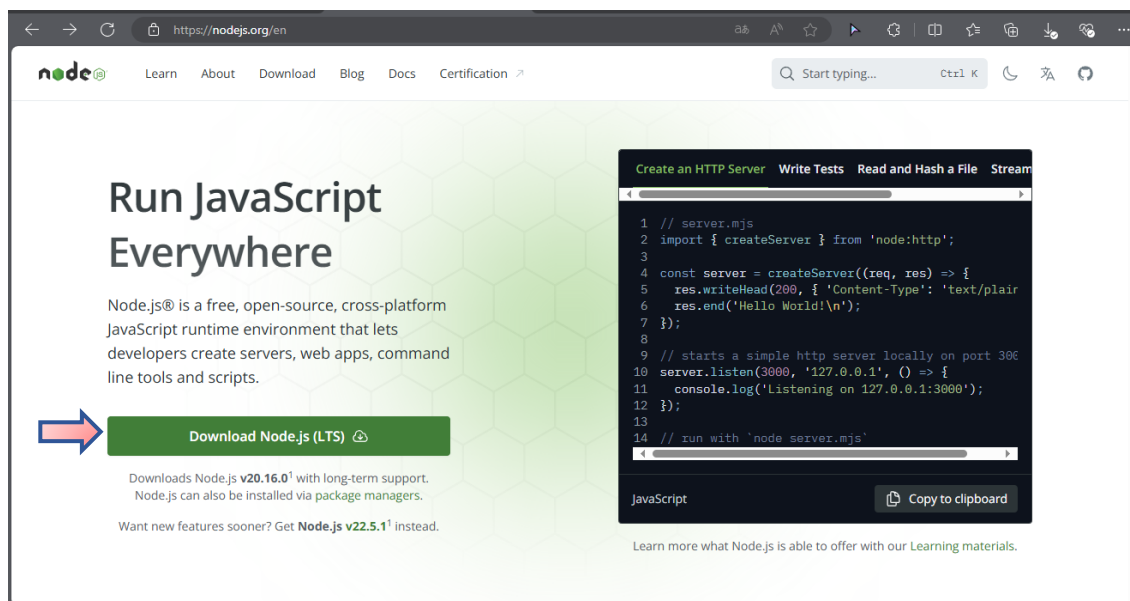 https://nodejs.org/en
node JS
Learn About Download Blog Docs Certification
Start typing... Ctrl K
Run JavaScript
Everywhere
Node.js® is a free, open-source, cross-platform
JavaScript runtime environment that lets
developers create servers, web apps, command
line tools and scripts.
Download Node.js (LTS)
Downloads Node.js v20.16.0¹ with long-term support.
Node.js can also be installed via package managers.
Want new features sooner? Get Node.js v22.5.1¹ instead.
Create an HTTP Server Write Tests Read and Hash a File Stream
1 // server.mjs
2 import { createServer } from 'node:http';
3
4 const server = createServer((req, res) => {
5 res.writeHead(200, { 'Content-Type': 'text/plain
6 res.end('Hello World!\n');
7 });
8
9 // starts a simple http server locally on port 300
10 server.listen(3000, '127.0.0.1', () => {
11 console.log('Listening on 127.0.0.1:3000');
12 });
13
14 // run with `node server.mjs`
JavaScript Copy to clipboard
Learn more what Node.js is able to offer with our Learning materials.